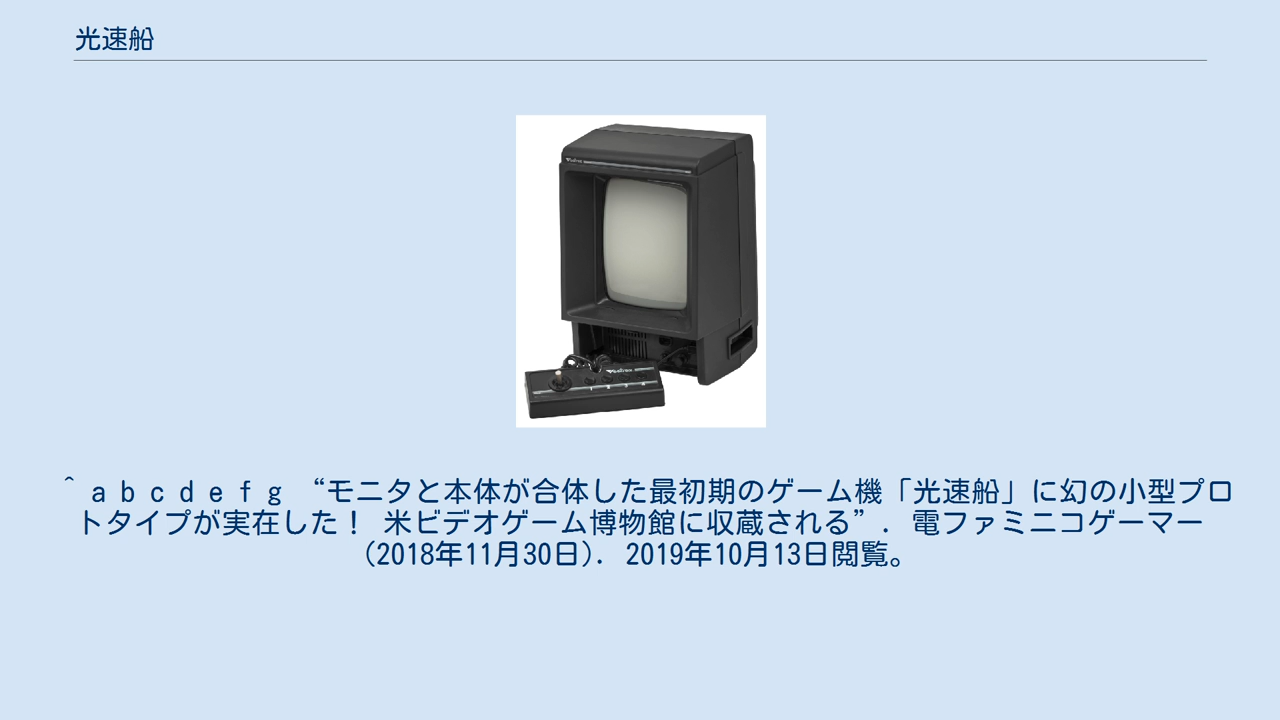 光速船
^ a b c d e f g “モニタと本体が合体した最初期のゲーム機「光速船」に幻の小型プロ
トタイプが実在した！ 米ビデオゲーム博物館に収蔵される”. 電ファミニコゲーマー
(2018年11月30日). 2019年10月13日閲覧。